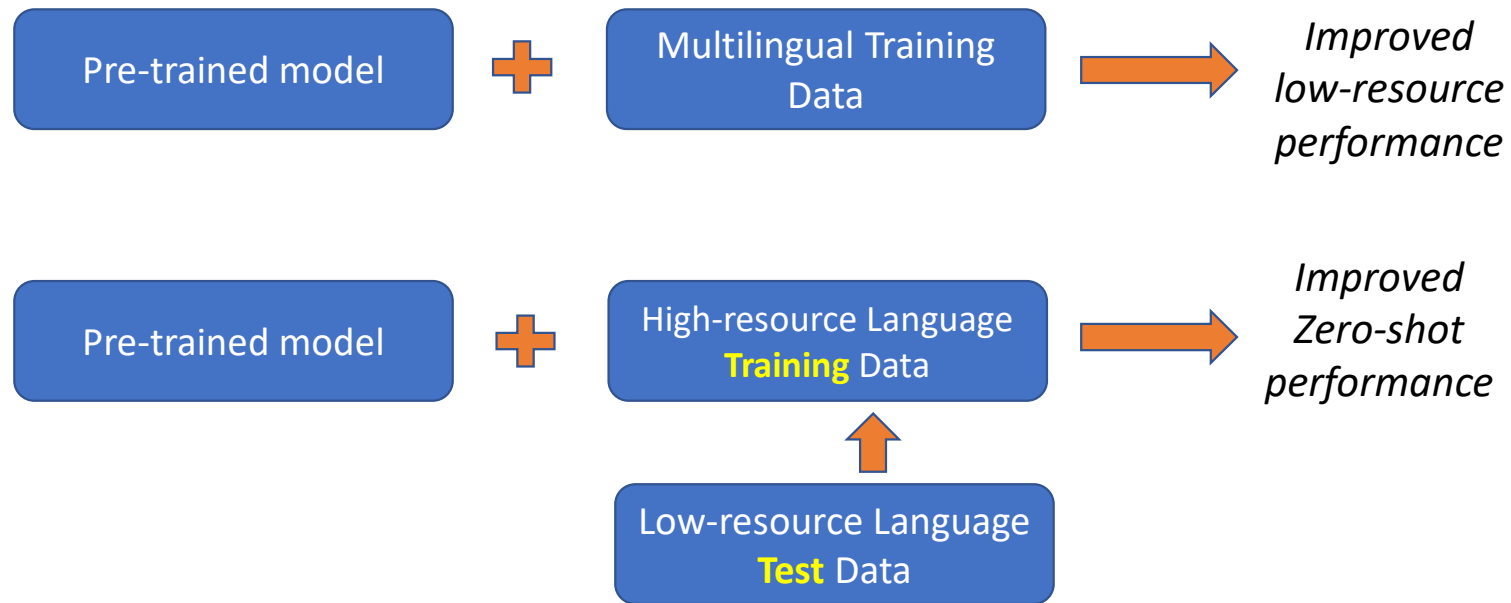 Pre-trained model
Multilingual Training
Data
Improved
low-resource
performance
Pre-trained model
High-resource Language
Training Data
Improved
Zero-shot
performance
Low-resource Language
Test Data